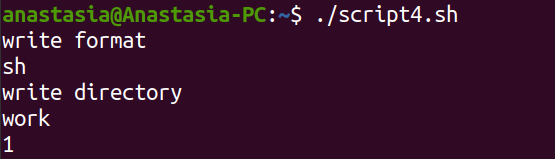 anastasia@Anastasia-PC:~$ ./script4.sh
write format
sh
write directory
work
1